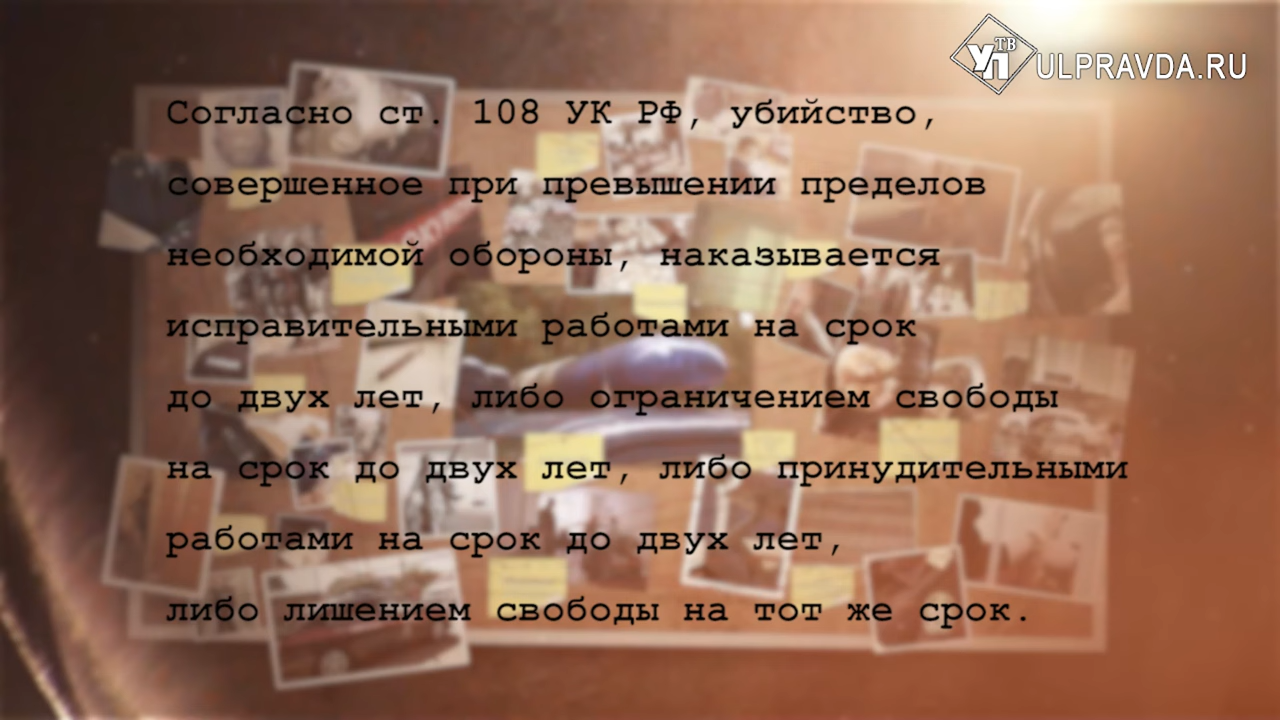 УП ТВ ULPRAVDA.RU
Согласно ст. 108 УК РФ, убийство,
совершенное при превышении пределов
необходимой обороны, наказывается
исправительными работами на срок
до двух лет, либо ограничением свободы
на срок до двух лет, либо принудительными
работами на срок до двух лет,
либо лишением свободы на тот же срок.